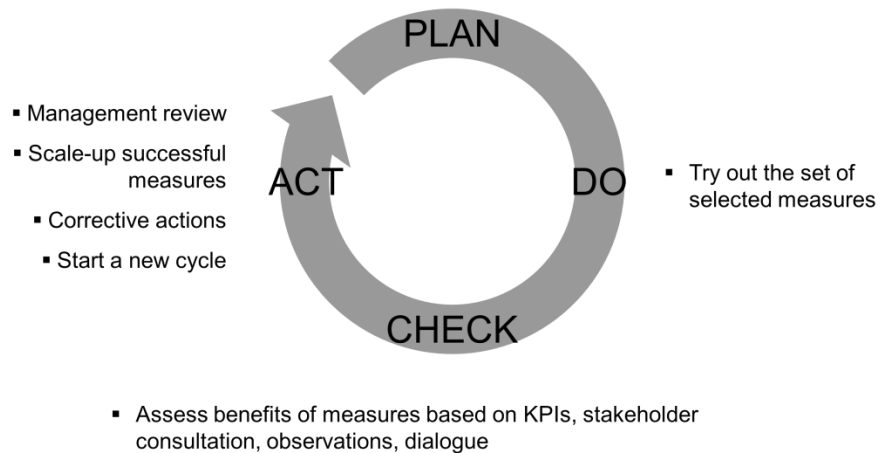 PLAN
▪ Management review
▪ Scale-up successful
measures
▪ Corrective actions
▪ Start a new cycle
ACT
DO
▪ Try out the set of
selected measures
CHECK
▪ Assess benefits of measures based on KPIs, stakeholder
consultation, observations, dialogue